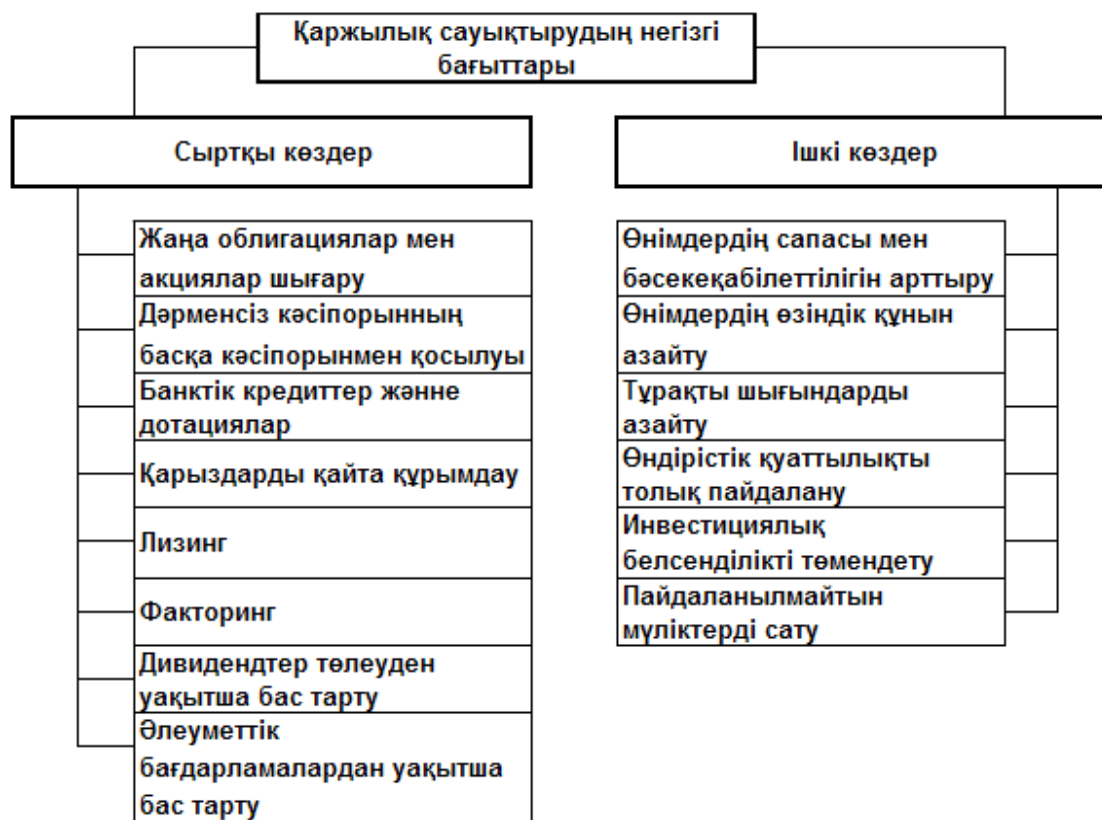 Қаржылық сауықтырудың негізгі
бағыттары
Сыртқы көздер
Ішкі көздер
Жаңа облигациялар мен
акциялар шығару
Дәрменсіз кәсіпорынның
басқа кәсіпорынмен қосылуы
Банктік кредиттер жәнне
дотациялар
Қарыздарды қайта құрымдау
Лизинг
Факторинг
Дивидендтер төлеуден
уақытша бас тарту
Әлеуметтік
бағдарламалардан уақытша
бас тарту
Өнімдердің сапасы мен
бәсекеқабілеттілігін арттыру
Өнімдердің өзіндік құнын
азайту
Тұрақты шығындарды
азайту
Өндірістік қуаттылықты
толық пайдалану
Инвестициялық
белсенділікті төмендету
Пайдаланылмайтын
мүліктерді сату